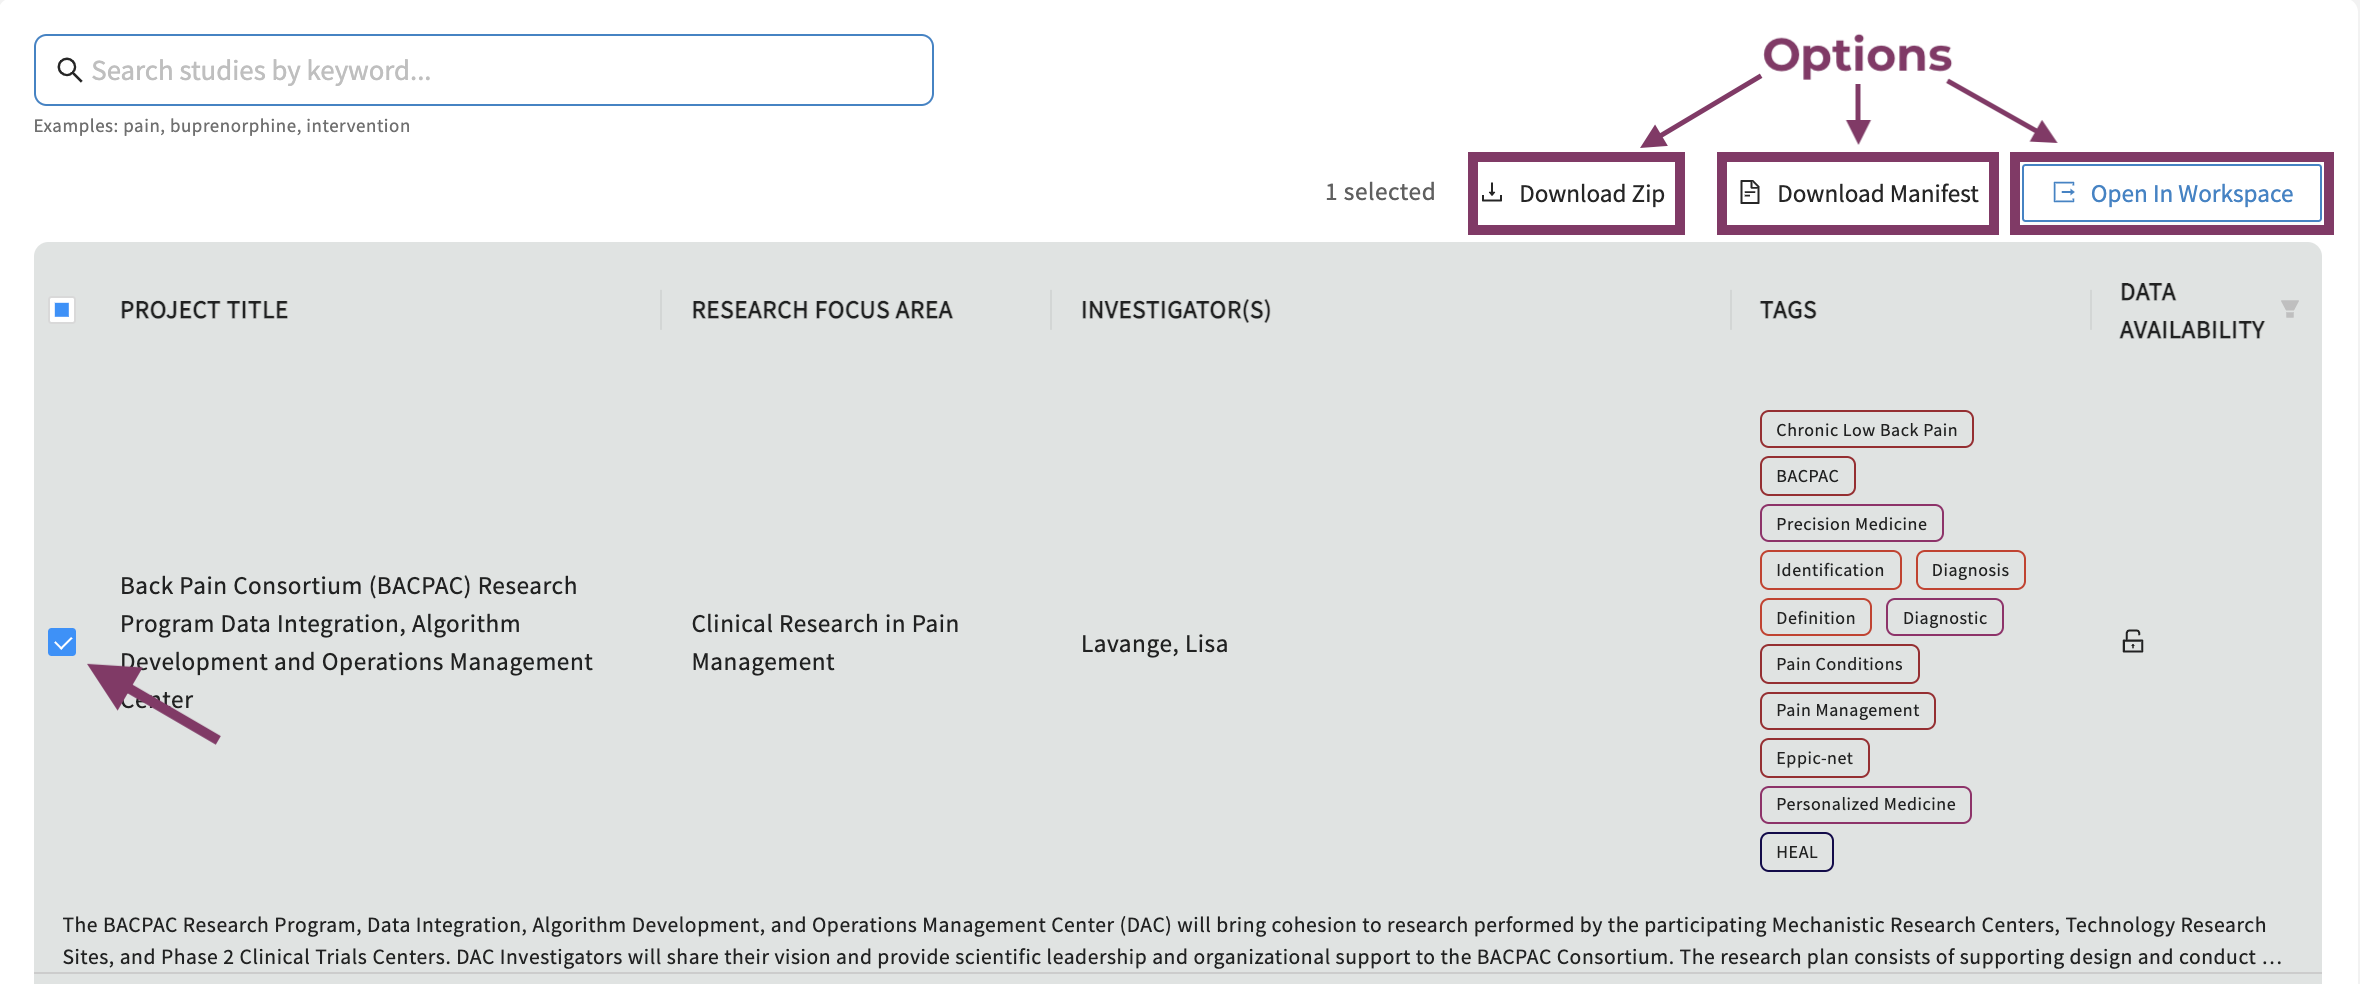 Options
Search studies by keyword...
Examples: pain, buprenorphine, intervention
1 selected
Download Zip
Download Manifest
Open In Workspace
PROJECT TITLE
RESEARCH FOCUS AREA
INVESTIGATOR(S)
TAGS
DATA
AVAILABILITY
Back Pain Consortium (BACPAC) Research
Program Data Integration, Algorithm
Development and Operations Management
Center
Clinical Research in Pain
Management
Lavange, Lisa
Chronic Low Back Pain
BACPAC
Precision Medicine
Identification
Diagnosis
Definition
Diagnostic
Pain Conditions
Pain Management
Eppic-net
Personalized Medicine
HEAL
The BACPAC Research Program, Data Integration, Algorithm Development, and Operations Management Center (DAC) will bring cohesion to research performed by the participating Mechanistic Research Centers, Technology Research
Sites, and Phase 2 Clinical Trials Centers. DAC Investigators will share their vision and provide scientific leadership and organizational support to the BACPAC Consortium. The research plan consists of supporting design and conduct ...